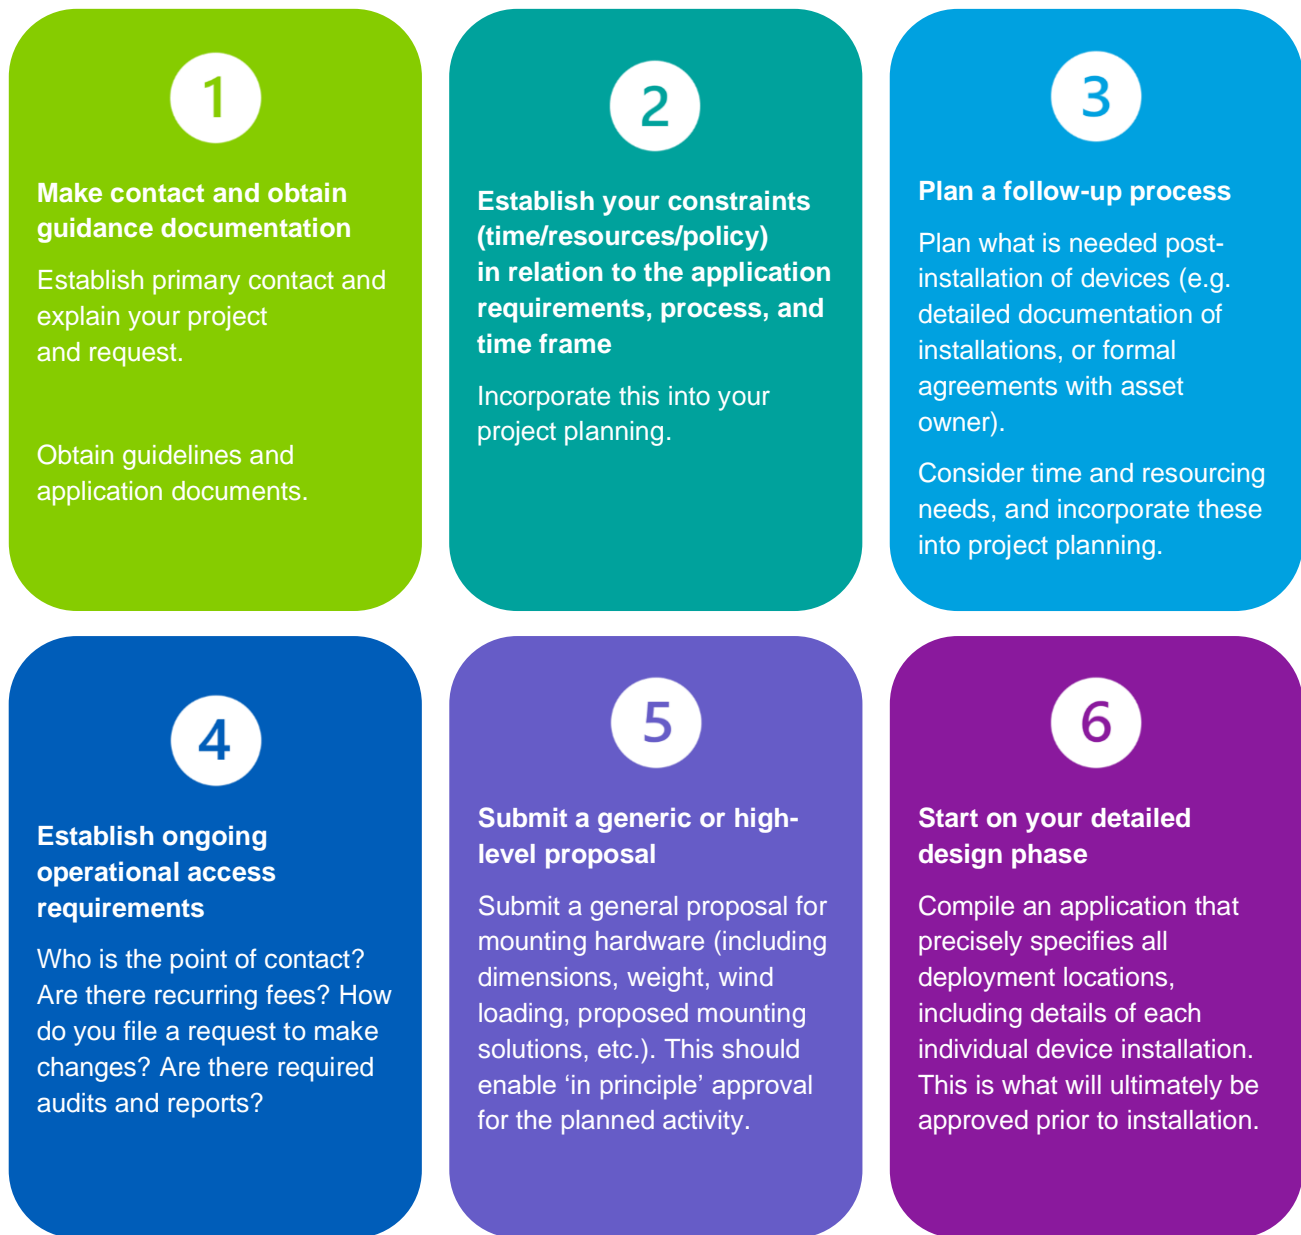 1
Make contact and obtain
guidance documentation
Establish primary contact and
explain your project
and request.
Obtain guidelines and
application documents.
2
Establish your constraints
(time/resources/policy)
in relation to the application
requirements, process, and
time frame
Incorporate this into your
project planning.
3
Plan a follow-up process
Plan what is needed post-
installation of devices (e.g.
detailed documentation of
installations, or formal
agreements with asset
owner).
Consider time and resourcing
needs, and incorporate these
into project planning.
4
Establish ongoing
operational access
requirements
Who is the point of contact?
Are there recurring fees? How
do you file a request to make
changes? Are there required
audits and reports?
5
Submit a generic or high-
level proposal
Submit a general proposal for
mounting hardware (including
dimensions, weight, wind
loading, proposed mounting
solutions, etc.). This should
enable ‘in principle’ approval
for the planned activity.
6
Start on your detailed
design phase
Compile an application that
precisely specifies all
deployment locations,
including details of each
individual device installation.
This is what will ultimately be
approved prior to installation.